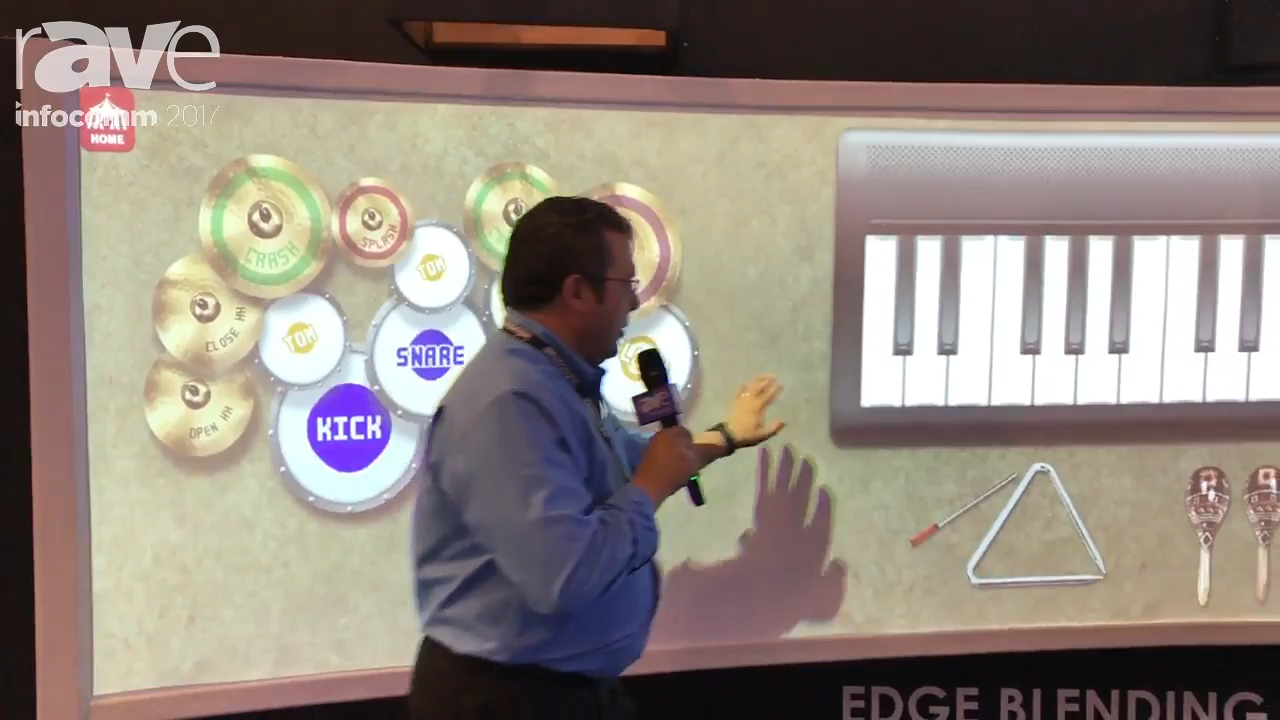 rAVe
infocomm 2017
HOME
CRASH
SPLASH
TOM
CLOSE HH
TOM
SNARE
OPEN HH
KICK
EDGE BLENDING